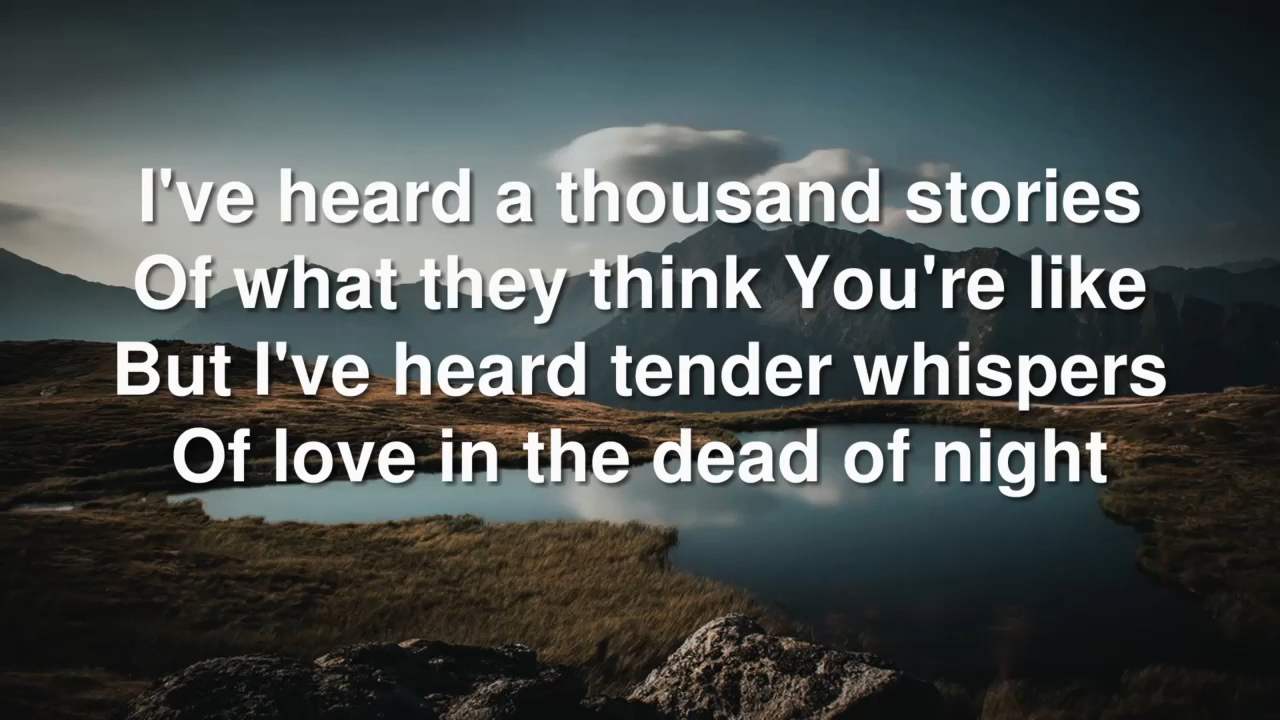 I've heard a thousand stories
Of what they think You're like
But I've heard tender whispers
Of love in the dead of night